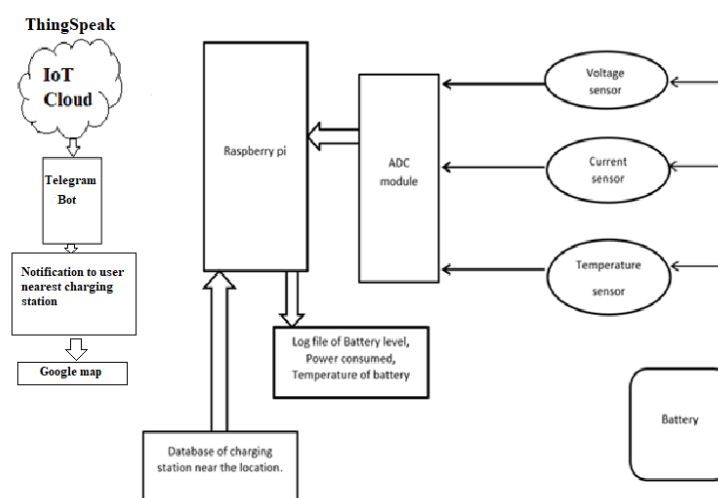 ThingSpeak
IoT
Cloud
Telegram
Bot
Notification to user
nearest charging
station
Google map
Raspberry pi
ADC
module
Voltage
sensor
Current
sensor
Temperature
sensor
Log file of Battery level,
Power consumed,
Temperature of battery
Database of charging
station near the location.
Battery